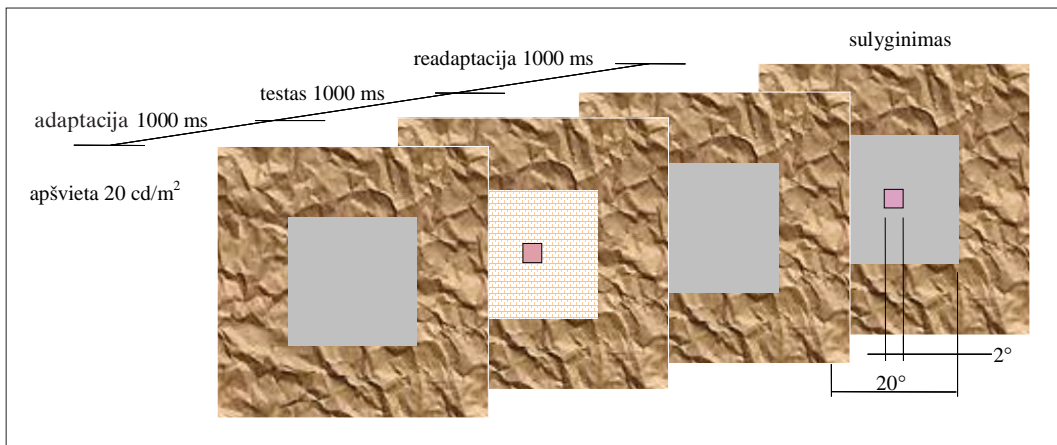 sulyginimas
readaptacija 1000 ms
testas 1000 ms
adaptacija 1000 ms
apšvieta 20 cd/m²
2°
20°